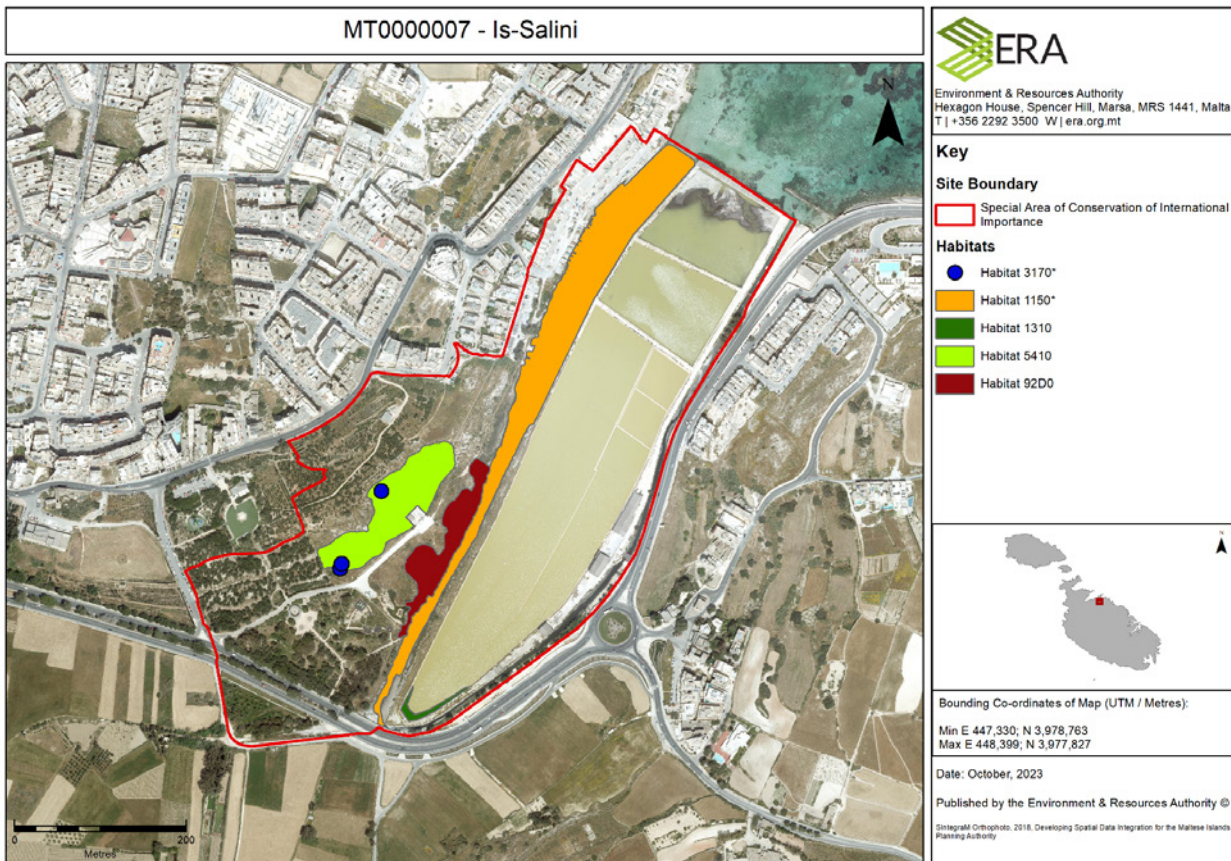 MT0000007 - Is-Salini
N
0
200
Metres
ERA
Environment & Resources Authority
Hexagon House, Spencer Hill, Marsa, MRS 1441, Malta
T | +356 2292 3500 W | era.org.mt
Key
Site Boundary
Special Area of Conservation of International
Importance
Habitats
Habitat 3170*
Habitat 1150*
Habitat 1310
Habitat 5410
Habitat 92D0
N
Bounding Co-ordinates of Map (UTM / Metres):
Min E 447,330; N 3,978,763
Max E 448,399; N 3,977,827
Date: October, 2023
Published by the Environment & Resources Authority ©
SintegraM Orthophoto, 2018, Developing Spatial Data Integration for the Maltese Islands,
Planning Authority